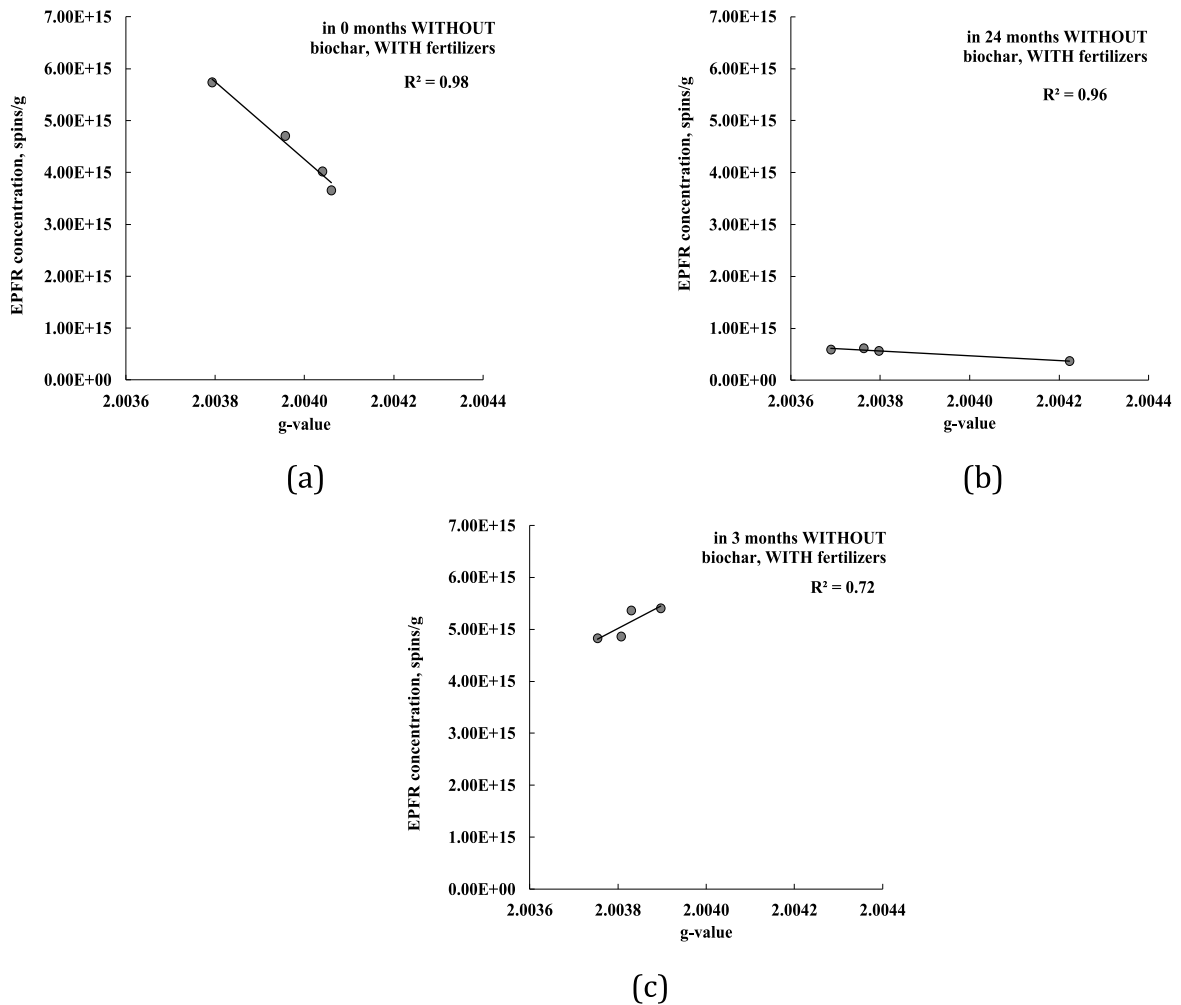 in 0 months WITHOUT
biochar, WITH fertilizers
R² = 0.98
EPFR concentration, spins/g
7.00E+15
6.00E+15
5.00E+15
4.00E+15
3.00E+15
2.00E+15
1.00E+15
0.00E+00
2.0036 2.0038 2.0040 2.0042 2.0044
g-value
(a)
in 24 months WITHOUT
biochar, WITH fertilizers
R² = 0.96
EPFR concentration, spins/g
7.00E+15
6.00E+15
5.00E+15
4.00E+15
3.00E+15
2.00E+15
1.00E+15
0.00E+00
2.0036 2.0038 2.0040 2.0042 2.0044
g-value
(b)
in 3 months WITHOUT
biochar, WITH fertilizers
R² = 0.72
EPFR concentration, spins/g
7.00E+15
6.00E+15
5.00E+15
4.00E+15
3.00E+15
2.00E+15
1.00E+15
0.00E+00
2.0036 2.0038 2.0040 2.0042 2.0044
g-value
(c)